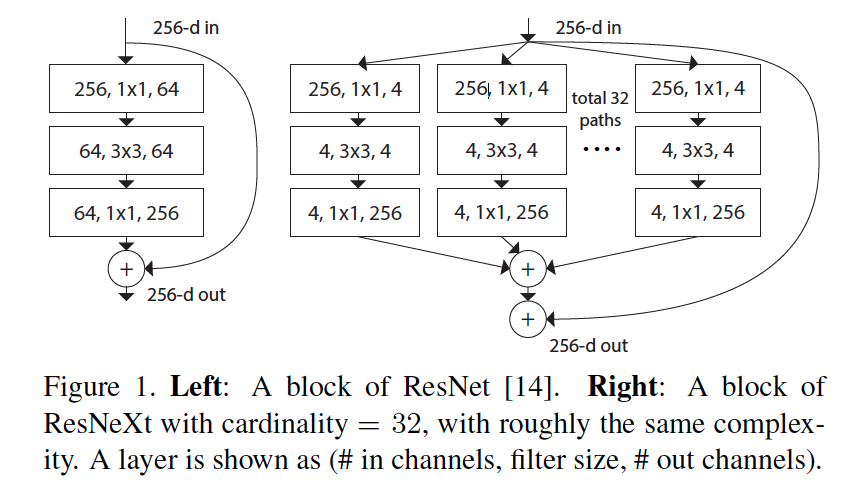 256-d in
256, 1x1, 64
64, 3x3, 64
64, 1x1, 256
+
256-d out
256-d in
256, 1x1, 4
256, 1x1, 4
total 32
paths
....
256, 1x1, 4
4, 3x3, 4
4, 3x3, 4
4, 3x3, 4
4, 1x1, 256
4, 1x1, 256
4, 1x1, 256
+
+
256-d out
Figure 1. Left: A block of ResNet [14]. Right: A block of
ResNeXt with cardinality = 32, with roughly the same complex-
ity. A layer is shown as (# in channels, filter size, # out channels).